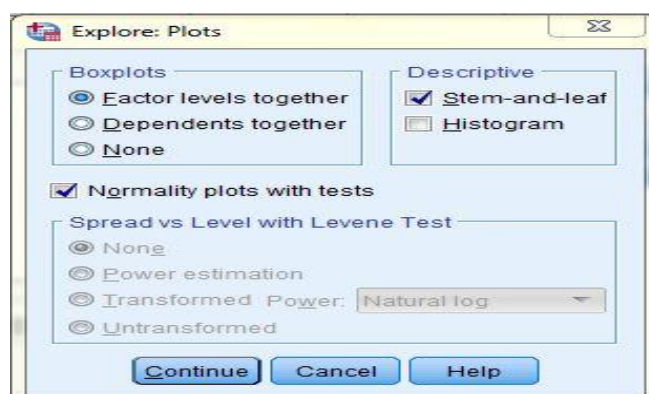 Explore: Plots
Boxplots
Factor levels together
Dependents together
None
Descriptive
Stem-and-leaf
Histogram
Normality plots with tests
Spread vs Level with Levene Test
None
Power estimation
Transformed Power: Natural log
Untransformed
Continue Cancel Help